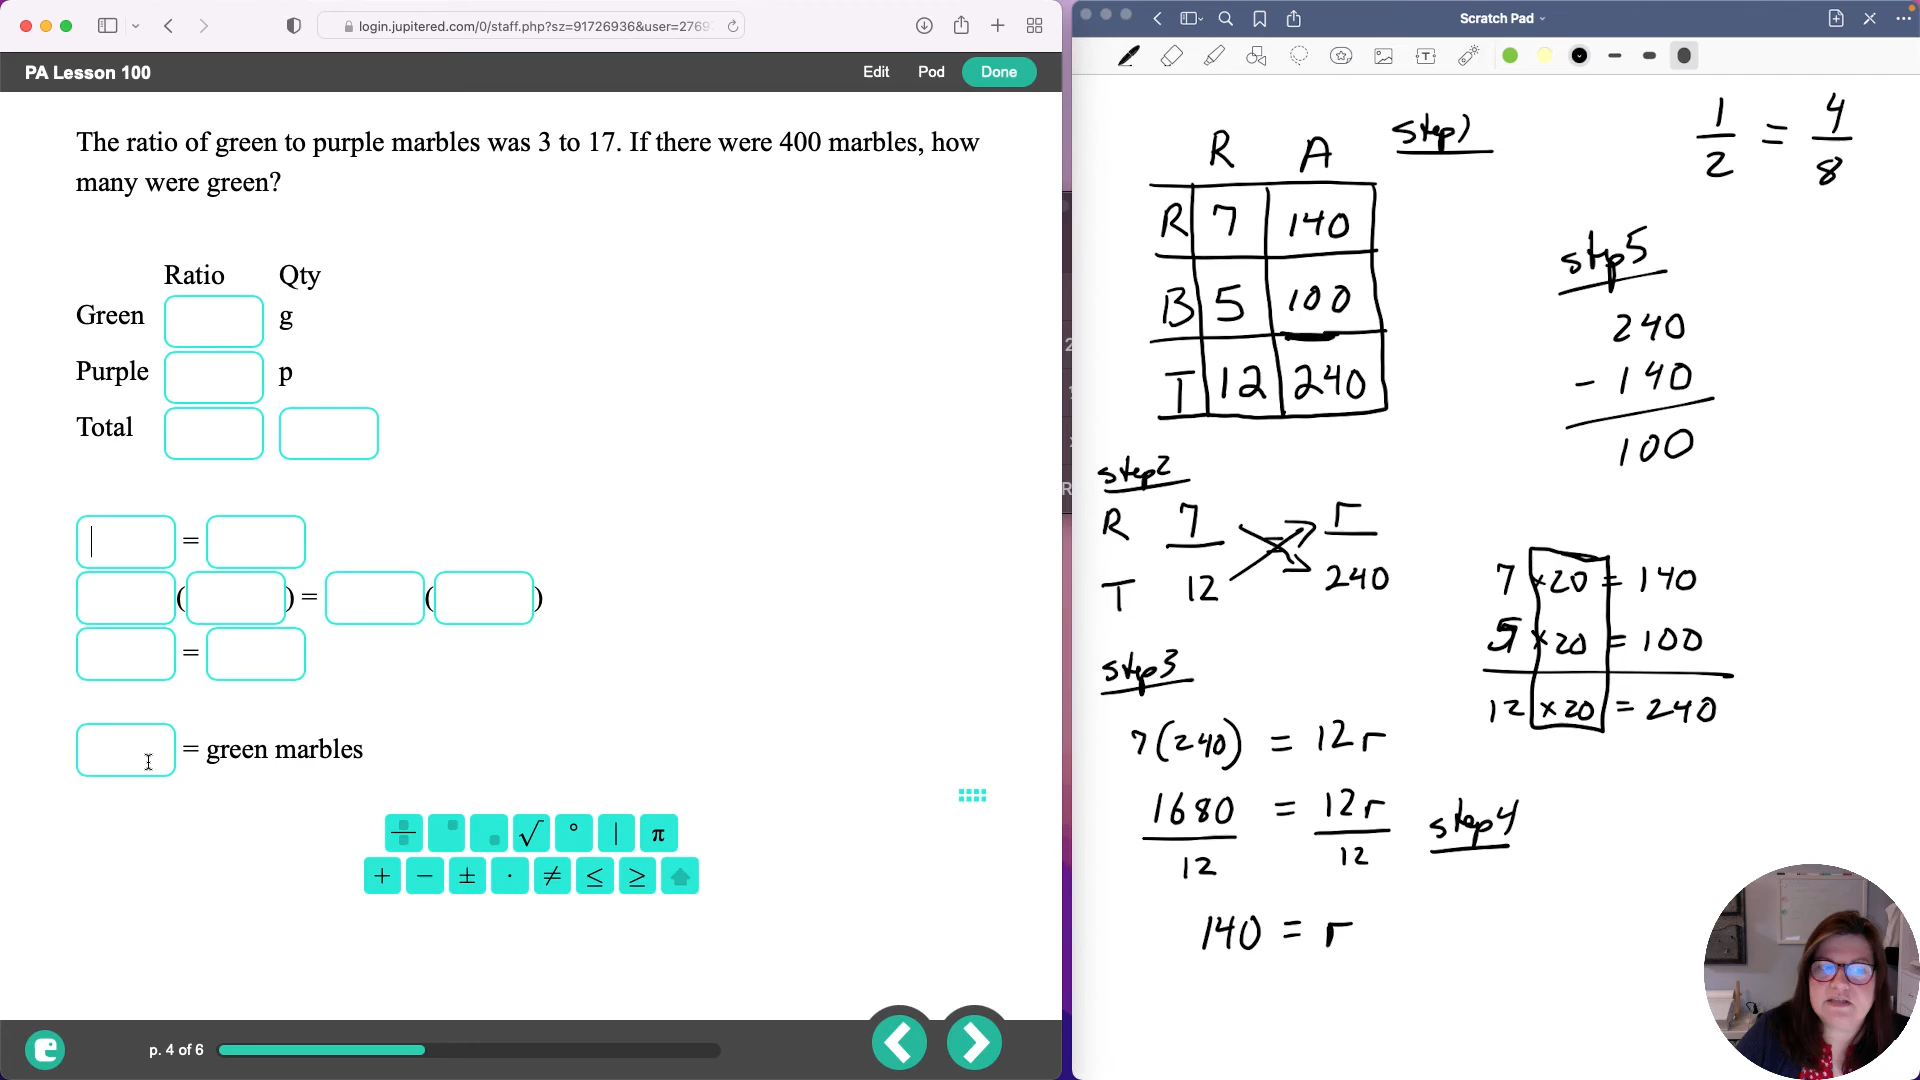 login.jupitered.com/0/staff.php?sz=91726936&user=2769
PA Lesson 100
Edit
Pod
Done
The ratio of green to purple marbles was 3 to 17. If there were 400 marbles, how
many were green?
Ratio Qty
Green g
Purple p
Total
=
( ) = ( )
=
= green marbles
÷ √ ° | π
+ − ± · ≠ ≤ ≥
p. 4 of 6
Scratch Pad
R A
R 7 140
B 5 100
T 12 240
step1
1/2 = 4/8
step2
R 7 r
T 12 240
step3
7(240) = 12r
1680/12 = 12r/12
step4
140 = r
step5
240
- 140
100
7 ×20 = 140
5 ×20 = 100
12 ×20 = 240